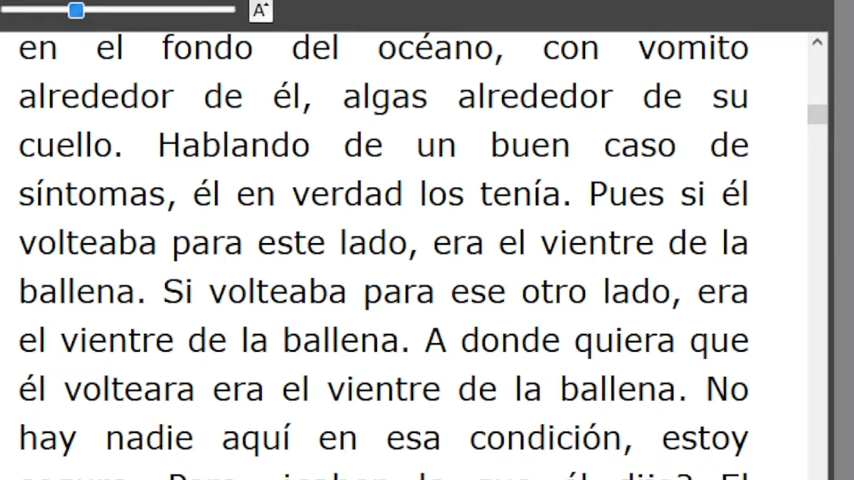 A
en el fondo del océano, con vomito
alrededor de él, algas alrededor de su
cuello. Hablando de un buen caso de
síntomas, él en verdad los tenía. Pues si él
volteaba para este lado, era el vientre de la
ballena. Si volteaba para ese otro lado, era
el vientre de la ballena. A donde quiera que
él volteara era el vientre de la ballena. No
hay nadie aquí en esa condición, estoy